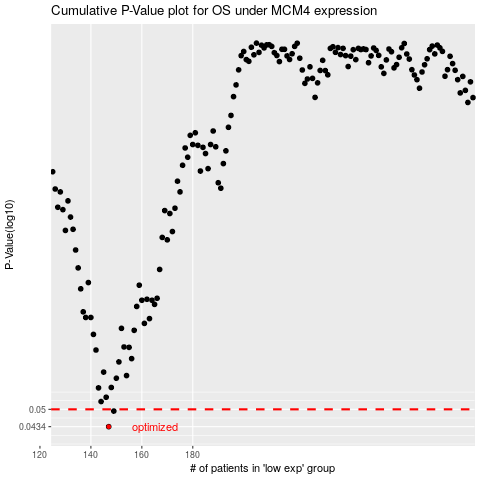 Cumulative P-Value plot for OS under MCM4 expression
P-Value(log10)
0.05
0.0434
optimized
120 140 160 180
# of patients in 'low exp' group